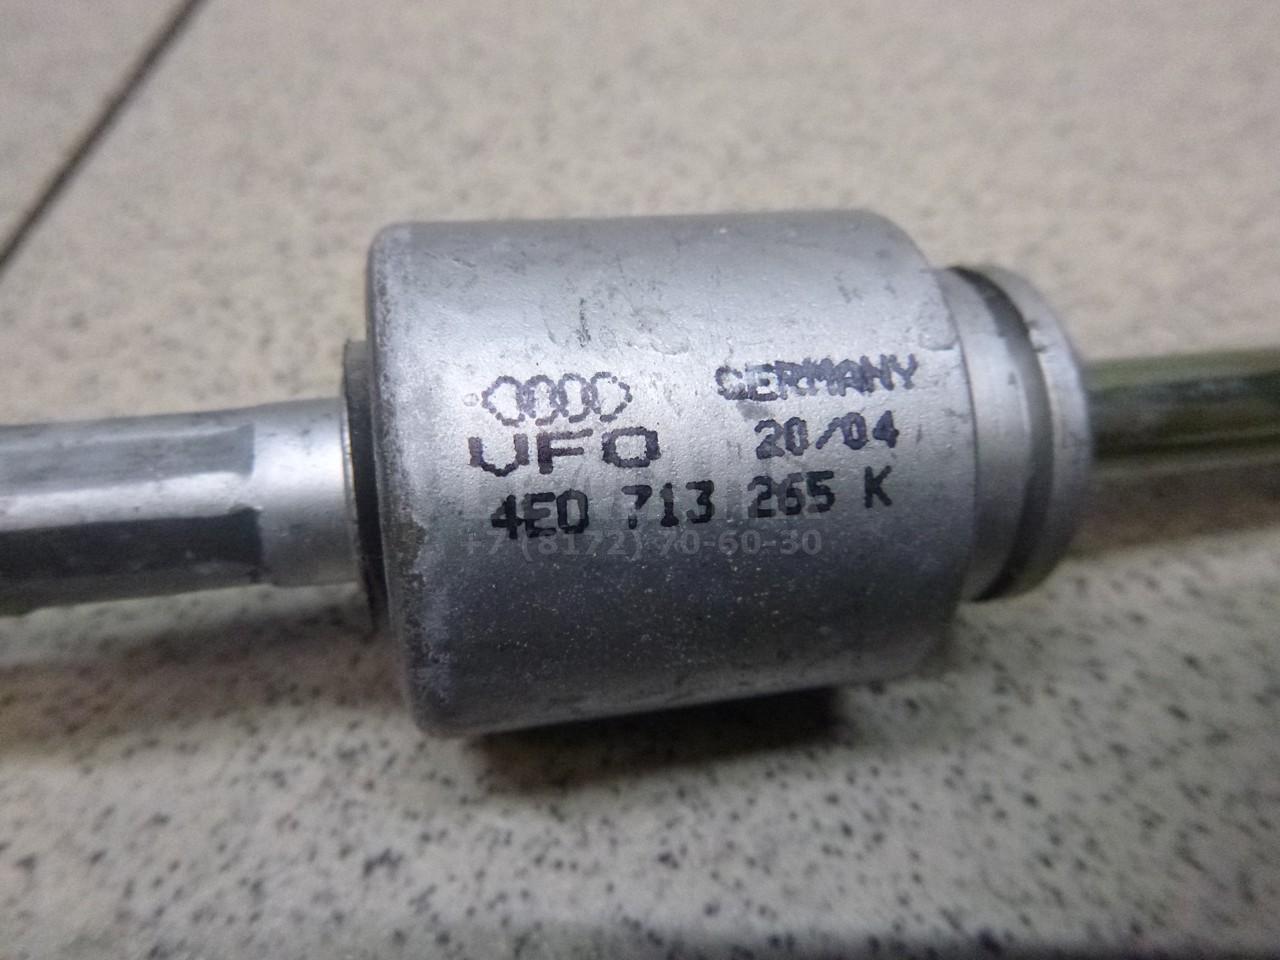 GERMANY
UFO 20/04
4E0 713 265 K
+7 (8172) 70-60-30